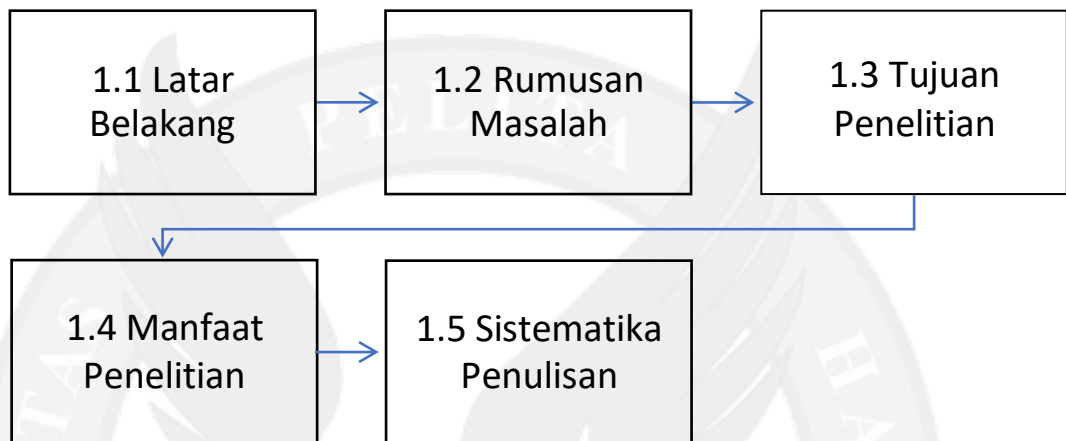 1.1 Latar
Belakang
1.2 Rumusan
Masalah
1.3 Tujuan
Penelitian
1.4 Manfaat
Penelitian
1.5 Sistematika
Penulisan
PELITA